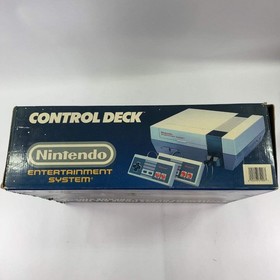 CONTROL DECK
Nintendo
ENTERTAINMENT
SYSTEM